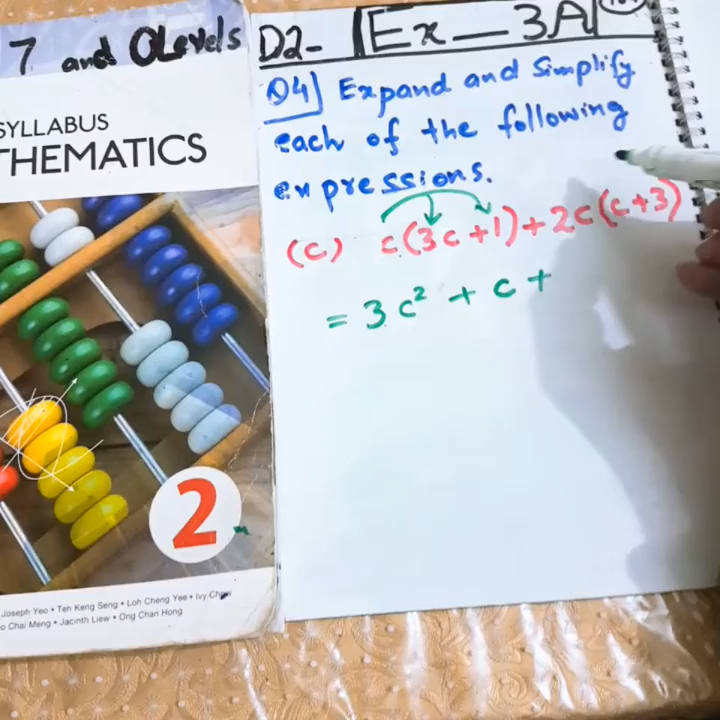 7 and OLevels
SYLLABUS
THEMATICS
2
Joseph Yeo • Teh Keng Seng • Loh Cheng Yee • Ivy Chow
o Chai Meng • Jacinth Liew • Ong Chan Hong
D2- Ex — 3A
Q4] Expand and Simplify
each of the following
expressions.
(c) c(3c+1)+2c(c+3)
= 3c² + c +